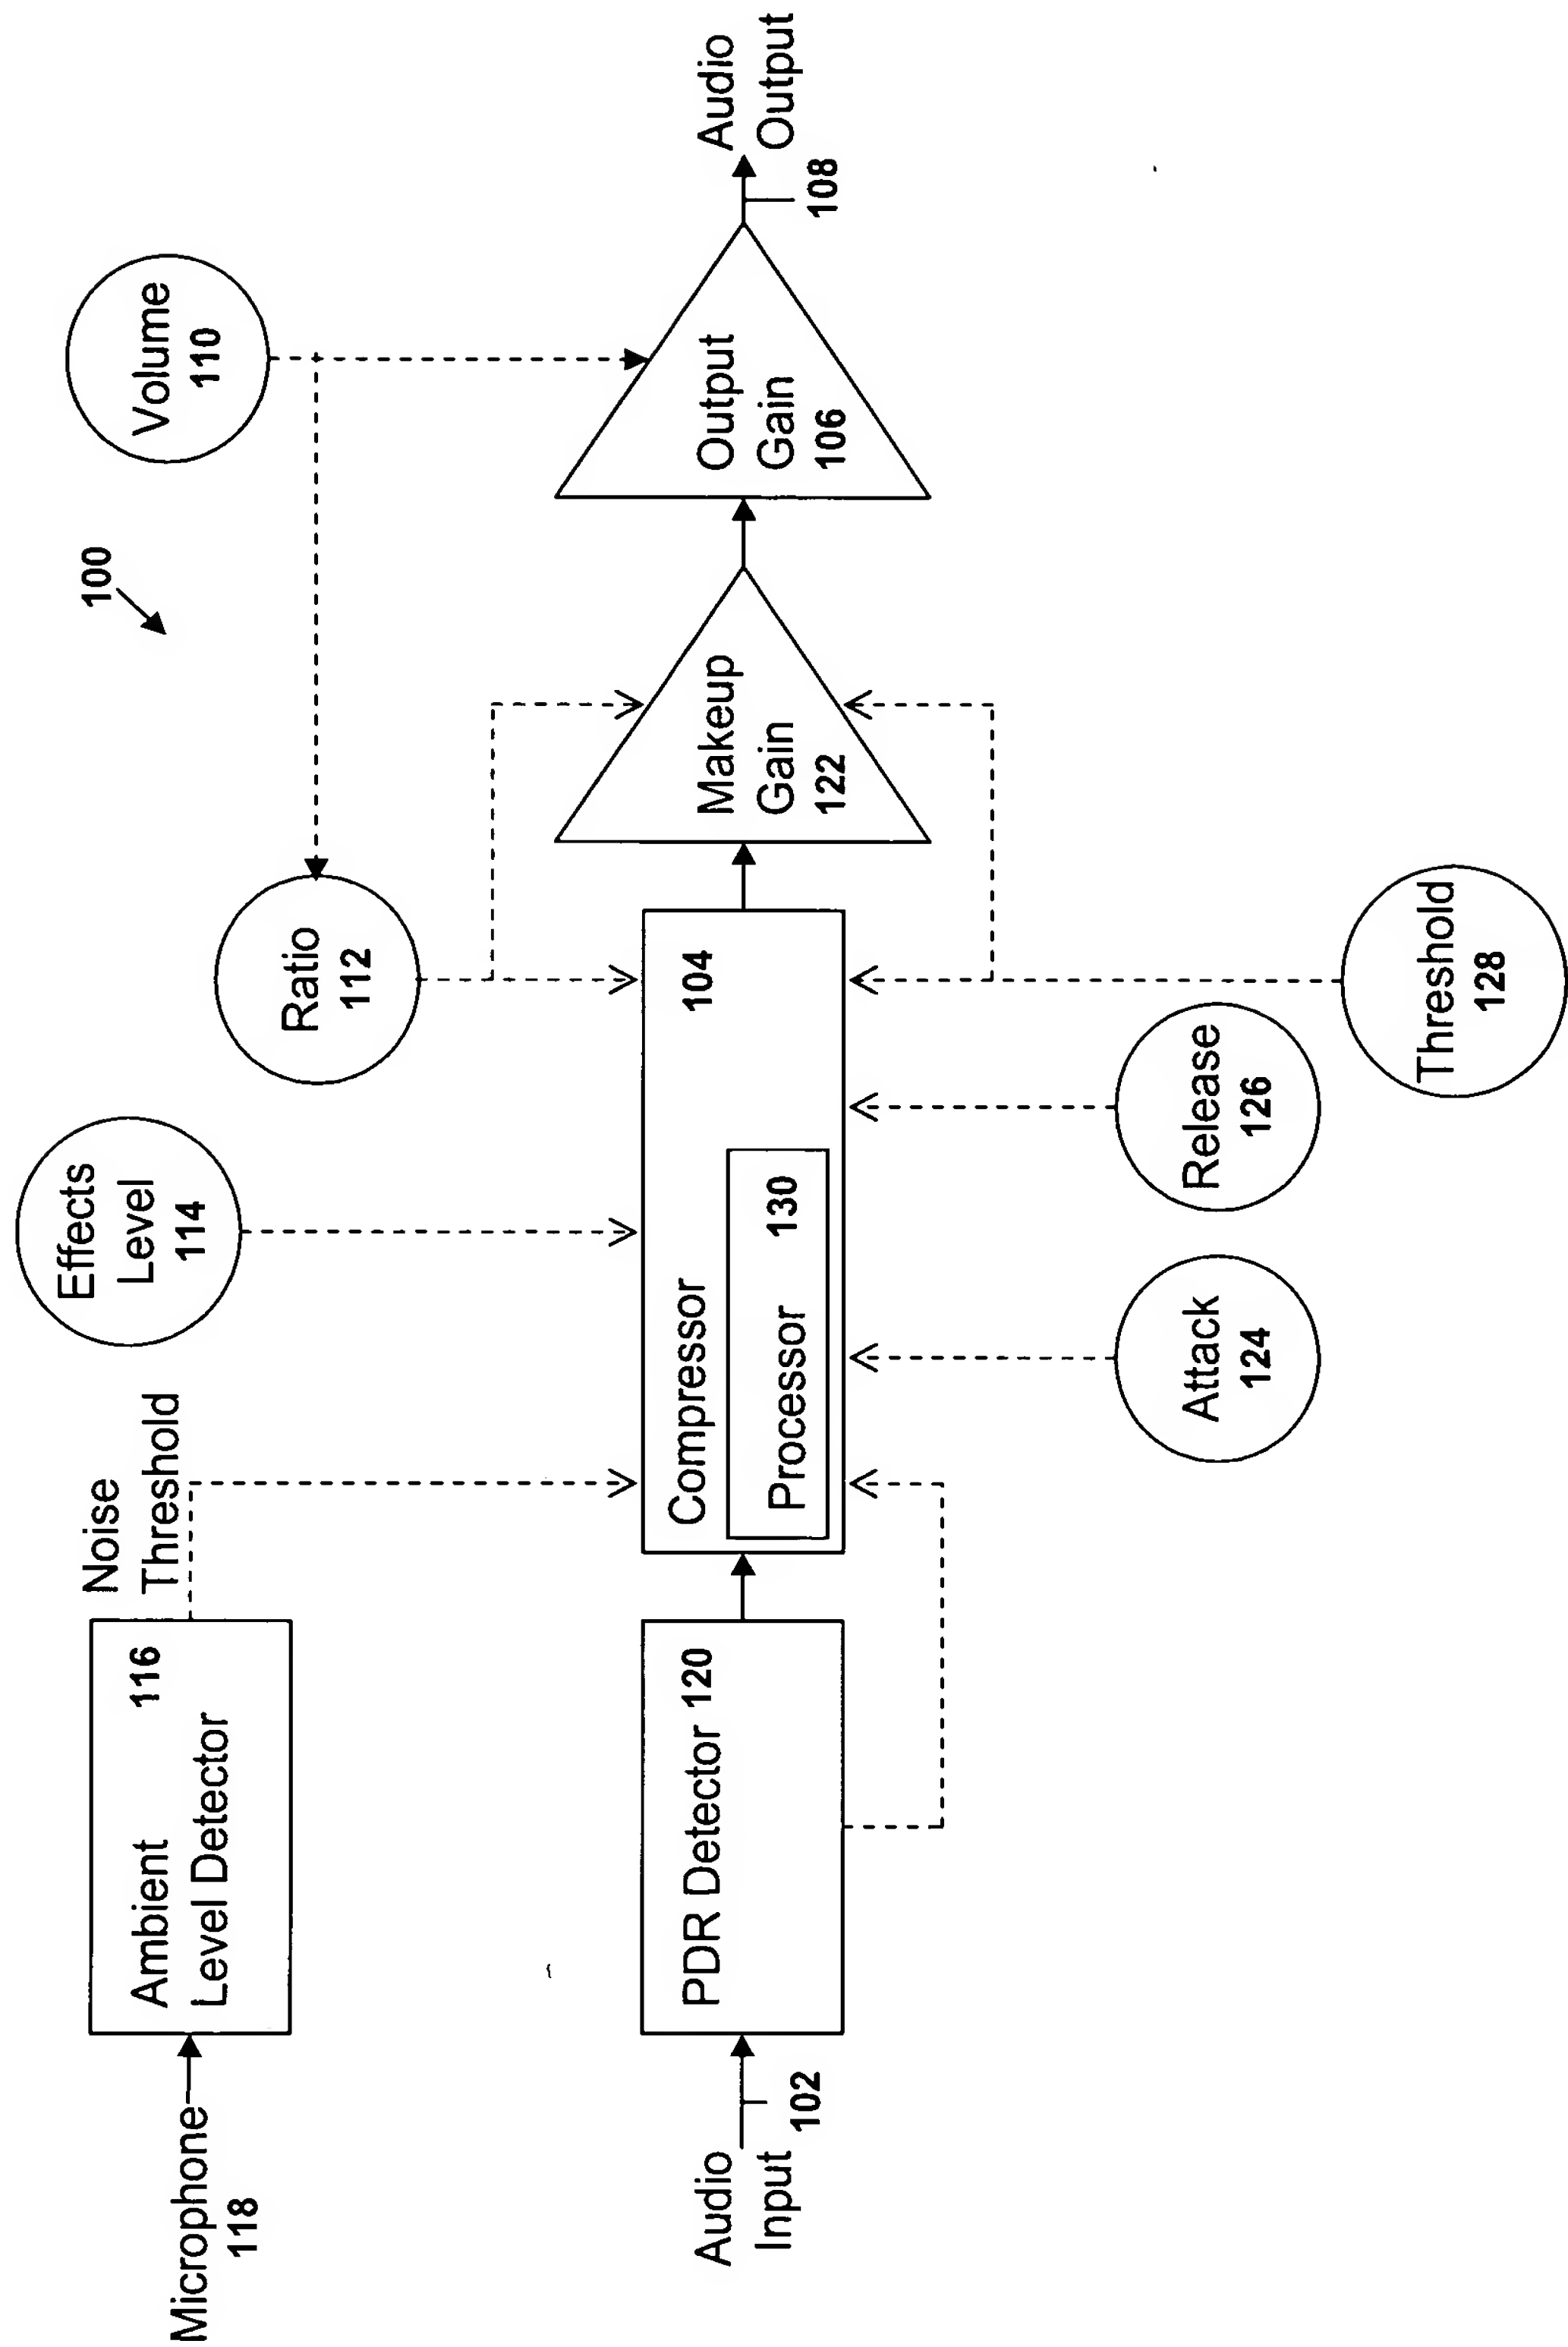 100
Volume
110
Effects
Level
114
Ratio
112
Noise
Threshold
Microphone
118
Ambient
116
Level Detector
Audio
Input
102
PDR Detector 120
Compressor
104
Processor
130
Makeup
Gain
122
Output
Gain
106
Audio
Output
108
Attack
124
Release
126
Threshold
128